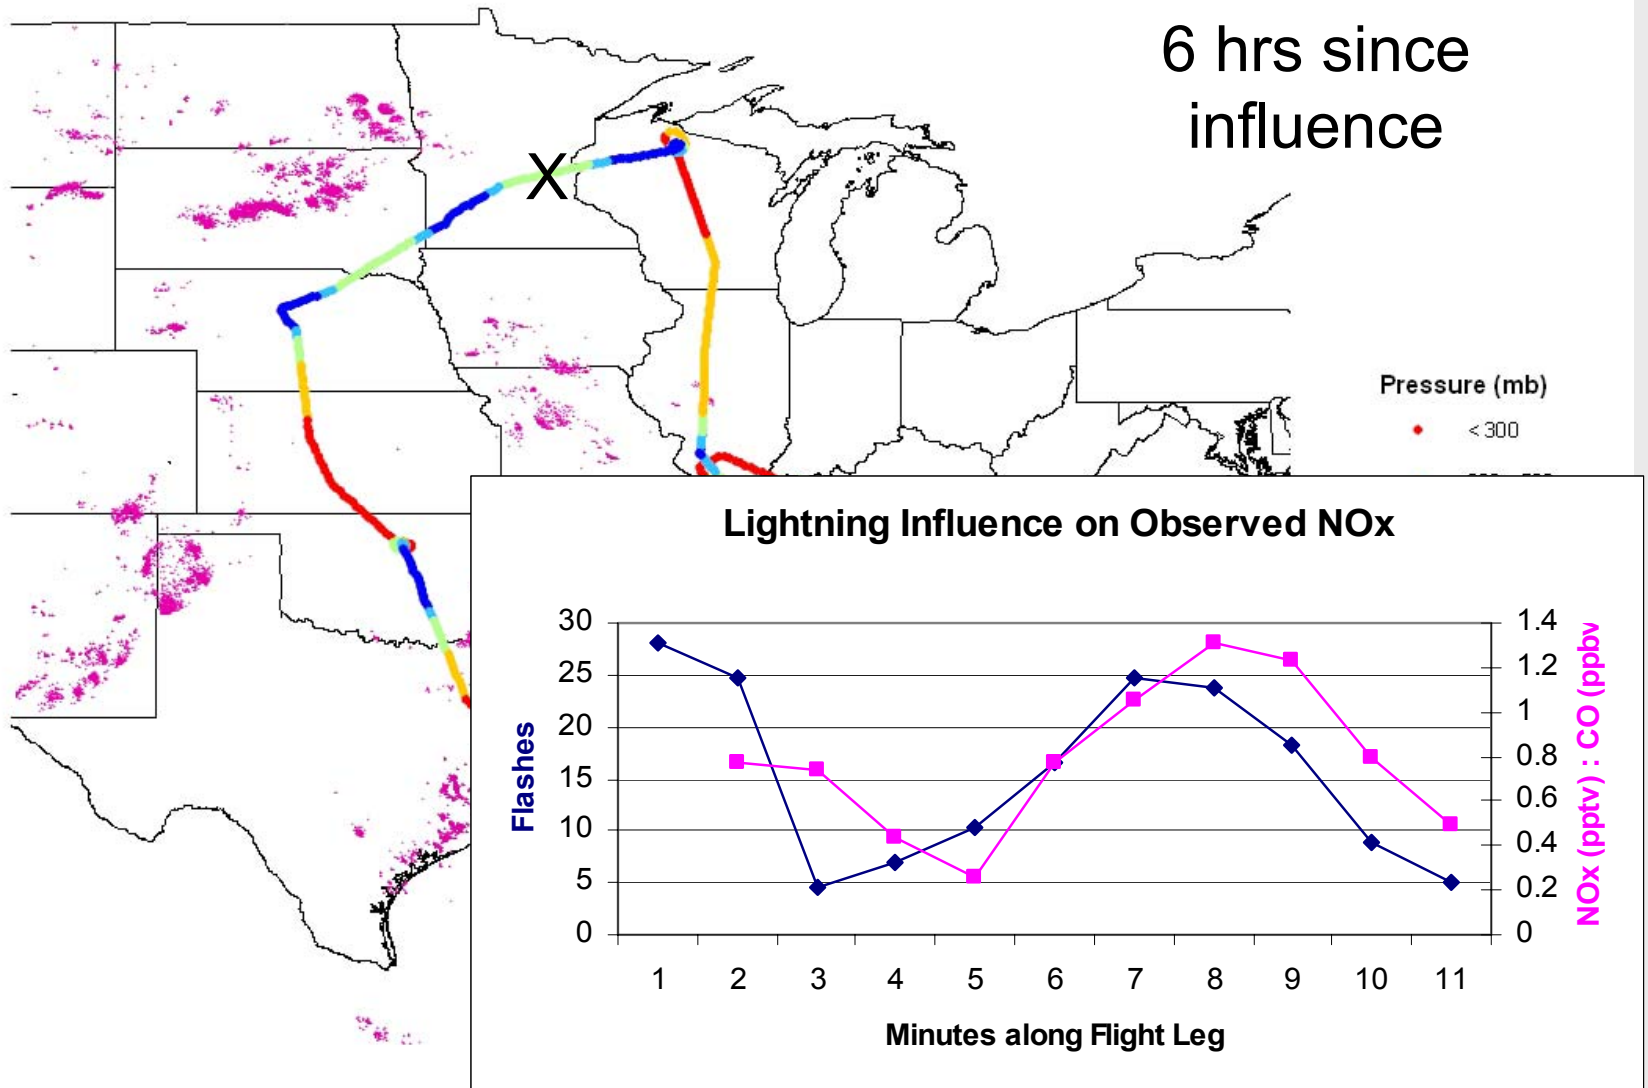 6 hrs since
influence
X
Pressure (mb)
< 300
Lightning Influence on Observed NOx
Flashes
30
25
20
15
10
5
0
1.4
1.2
1
0.8
0.6
0.4
0.2
0
NOx (pptv) : CO (ppbv
1 2 3 4 5 6 7 8 9 10 11
Minutes along Flight Leg